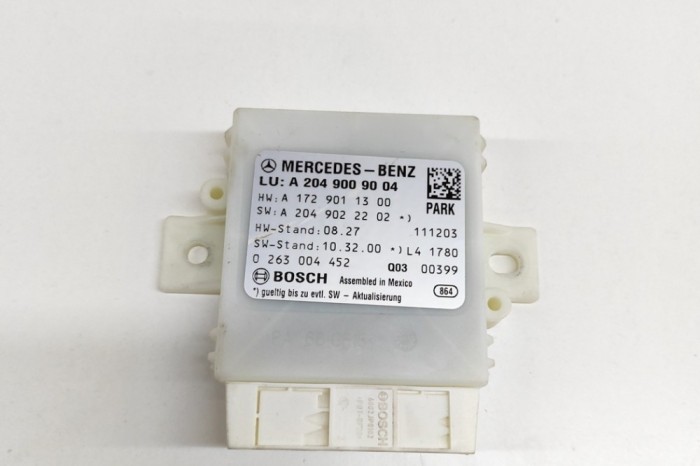 MERCEDES-BENZ
LU: A 204 900 90 04
HW: A 172 901 13 00
SW: A 204 902 22 02 *)
PARK
HW-Stand: 08.27 111203
SW-Stand: 10.32.00 *) L4 1780
0 263 004 452 Q03 00399
BOSCH Assembled in Mexico 864
*) gueltig bis zu evtl. SW - Aktualisierung
BOSCH